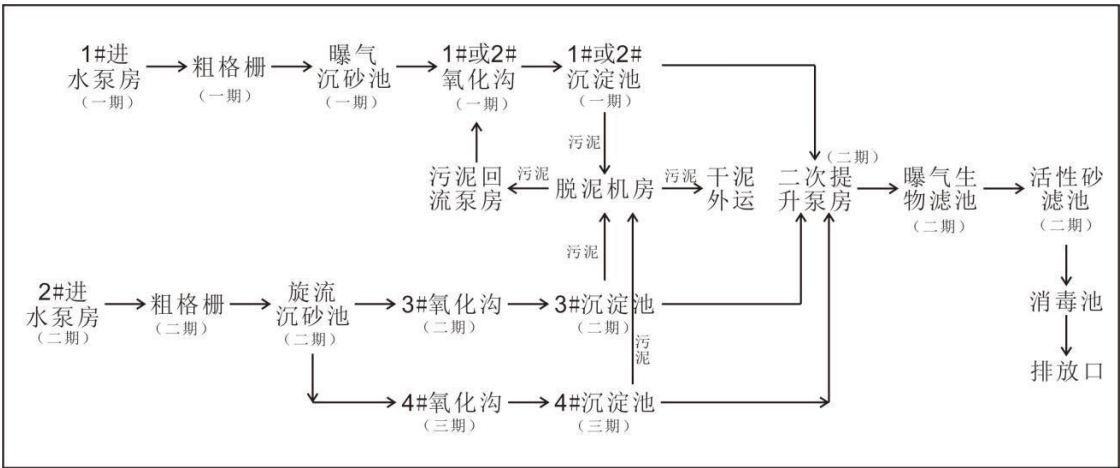 1#进
水泵房
（一期）
粗格栅
（一期）
曝气
沉砂池
（一期）
1#或2#
氧化沟
（一期）
1#或2#
沉淀池
（一期）
污泥
污泥回
流泵房
污泥
脱泥机房
污泥
干泥
外运
（二期）
二次提
升泵房
曝气生
物滤池
（二期）
活性砂
滤池
（二期）
污泥
2#进
水泵房
（二期）
粗格栅
（二期）
旋流
沉砂池
（二期）
3#氧化沟
（二期）
3#沉淀池
（二期）
污
泥
消毒池
排放口
4#氧化沟
（三期）
4#沉淀池
（三期）